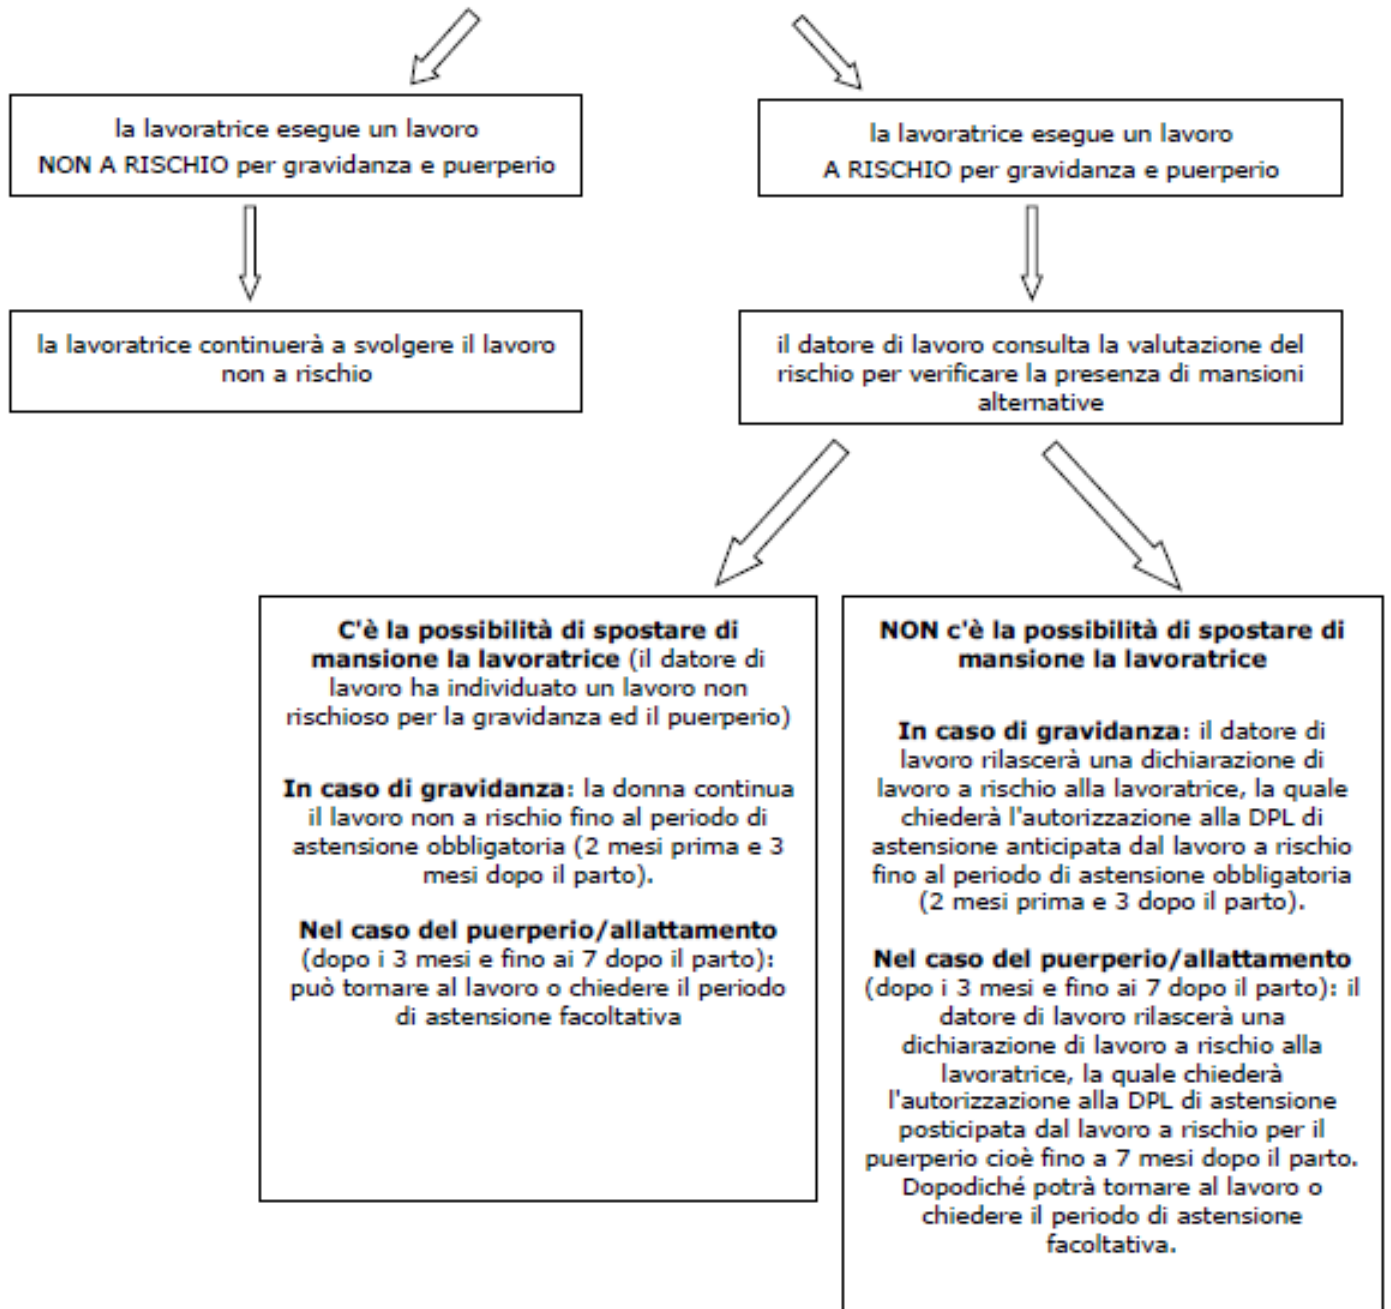 la lavoratrice esegue un lavoro
NON A RISCHIO per gravidanza e puerperio
la lavoratrice esegue un lavoro
A RISCHIO per gravidanza e puerperio
la lavoratrice continuerà a svolgere il lavoro
non a rischio
il datore di lavoro consulta la valutazione del
rischio per verificare la presenza di mansioni
alternative
C'è la possibilità di spostare di
mansione la lavoratrice (il datore di
lavoro ha individuato un lavoro non
rischioso per la gravidanza ed il puerperio)
In caso di gravidanza: la donna continua
il lavoro non a rischio fino al periodo di
astensione obbligatoria (2 mesi prima e 3
mesi dopo il parto).
Nel caso del puerperio/allattamento
(dopo i 3 mesi e fino ai 7 dopo il parto):
può tornare al lavoro o chiedere il periodo
di astensione facoltativa
NON c'è la possibilità di spostare di
mansione la lavoratrice
In caso di gravidanza: il datore di
lavoro rilascerà una dichiarazione di
lavoro a rischio alla lavoratrice, la quale
chiederà l'autorizzazione alla DPL di
astensione anticipata dal lavoro a rischio
fino al periodo di astensione obbligatoria
(2 mesi prima e 3 dopo il parto).
Nel caso del puerperio/allattamento
(dopo i 3 mesi e fino ai 7 dopo il parto): il
datore di lavoro rilascerà una
dichiarazione di lavoro a rischio alla
lavoratrice, la quale chiederà
l'autorizzazione alla DPL di astensione
posticipata dal lavoro a rischio per il
puerperio cioè fino a 7 mesi dopo il parto.
Dopodiché potrà tornare al lavoro o
chiedere il periodo di astensione
facoltativa.